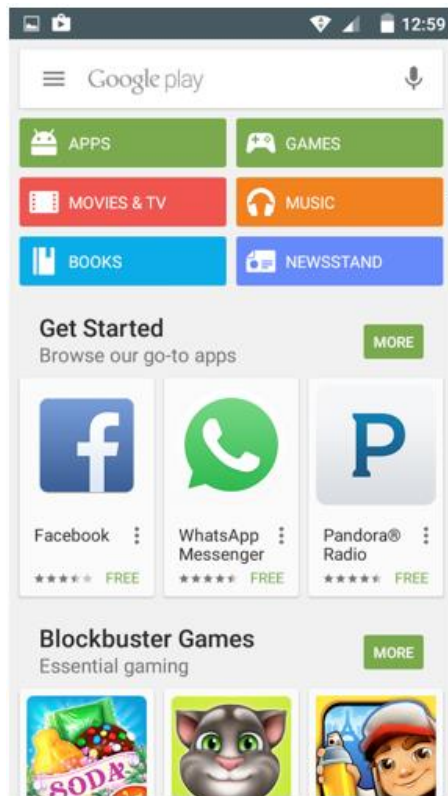 12:59
Google play
APPS
GAMES
MOVIES & TV
MUSIC
BOOKS
NEWSSTAND
Get Started
MORE
Browse our go-to apps
f
P
Facebook
WhatsApp
Messenger
Pandora®
Radio
FREE
FREE
FREE
Blockbuster Games
MORE
Essential gaming
SODA